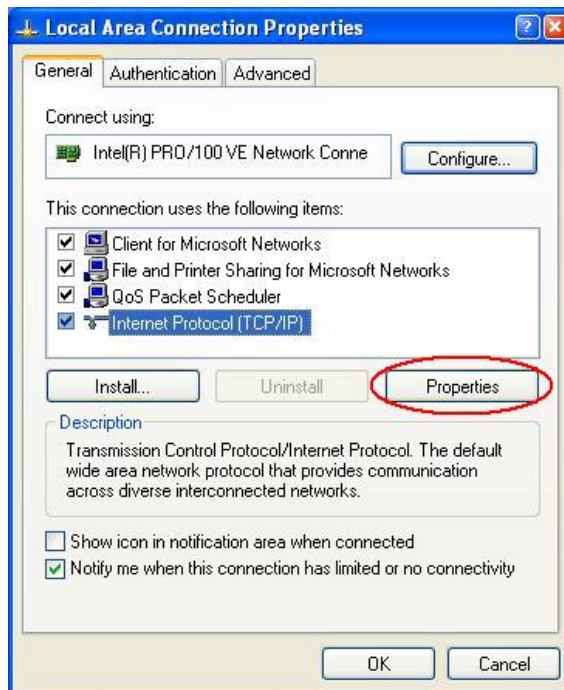 Local Area Connection Properties
General Authentication Advanced
Connect using:
Intel(R) PRO/100 VE Network Conne
Configure...
This connection uses the following items:
Client for Microsoft Networks
File and Printer Sharing for Microsoft Networks
QoS Packet Scheduler
Internet Protocol (TCP/IP)
Install... Uninstall Properties
Description
Transmission Control Protocol/Internet Protocol. The default
wide area network protocol that provides communication
across diverse interconnected networks.
Show icon in notification area when connected
Notify me when this connection has limited or no connectivity
OK Cancel